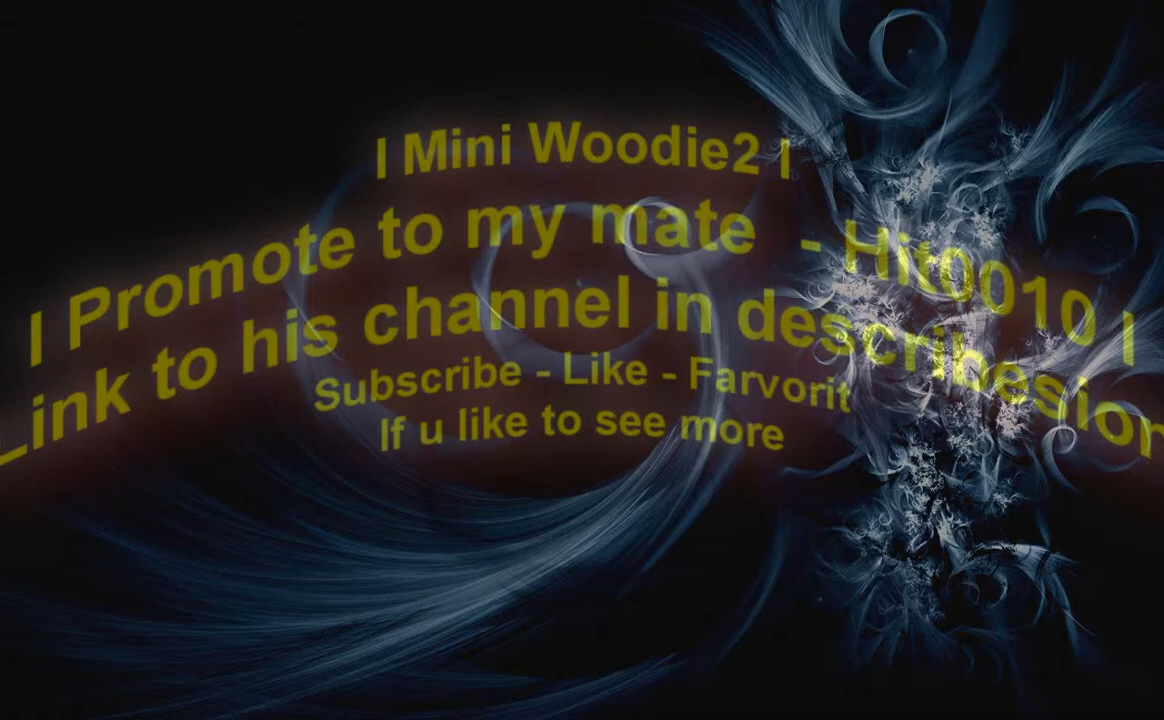 | Mini Woodie2 |
| Promote to my mate - Hit0010 |
Link to his channel in describesion
Subscribe - Like - Farvorit
If u like to see more